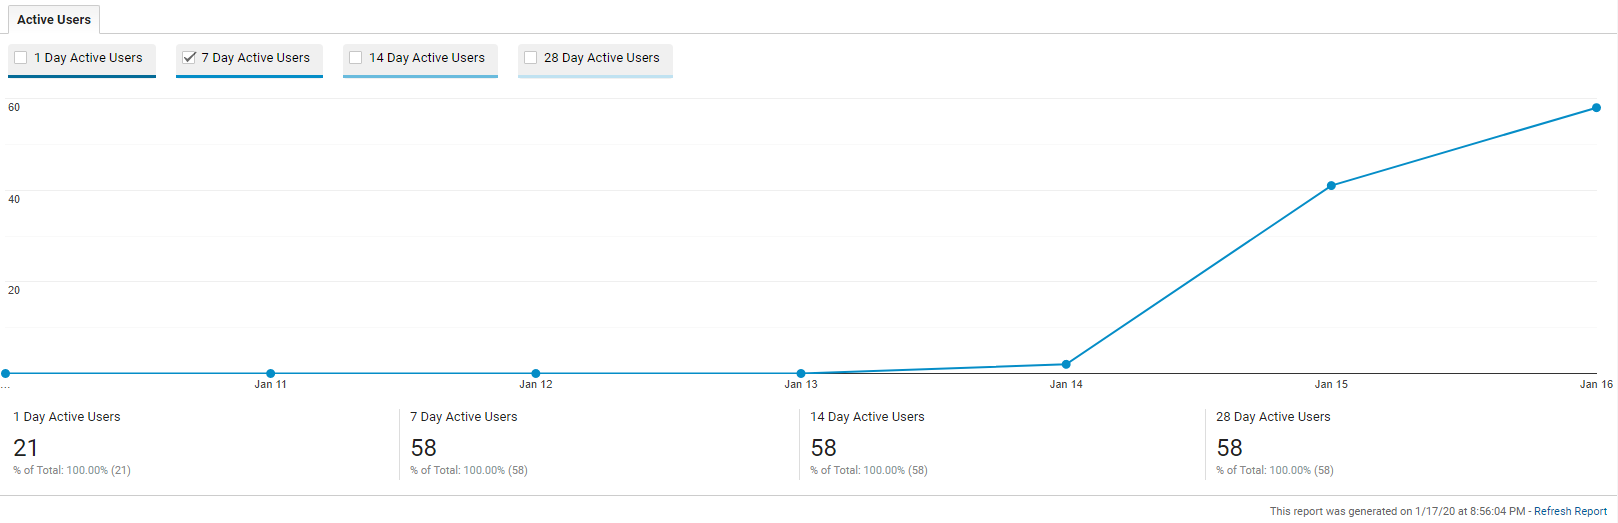 Active Users
1 Day Active Users 7 Day Active Users 14 Day Active Users 28 Day Active Users
60
40
20
... Jan 11 Jan 12 Jan 13 Jan 14 Jan 15 Jan 16
1 Day Active Users 7 Day Active Users 14 Day Active Users 28 Day Active Users
21 58 58 58
% of Total: 100.00% (21) % of Total: 100.00% (58) % of Total: 100.00% (58) % of Total: 100.00% (58)
This report was generated on 1/17/20 at 8:56:04 PM - Refresh Report